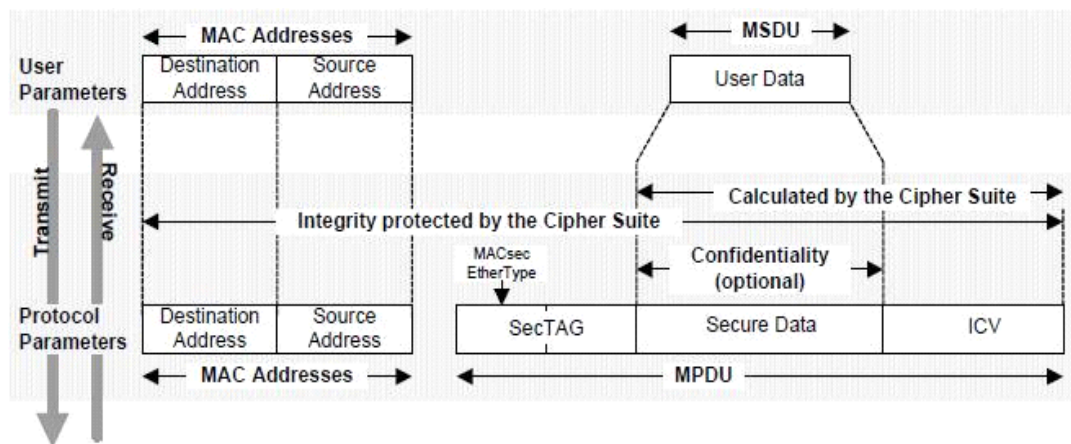 MAC Addresses
MSDU
User
Parameters
Destination
Address
Source
Address
User Data
Transmit
Receive
Calculated by the Cipher Suite
Integrity protected by the Cipher Suite
MACsec
EtherType
Confidentiality
(optional)
Protocol
Parameters
Destination
Address
Source
Address
SecTAG
Secure Data
ICV
MAC Addresses
MPDU